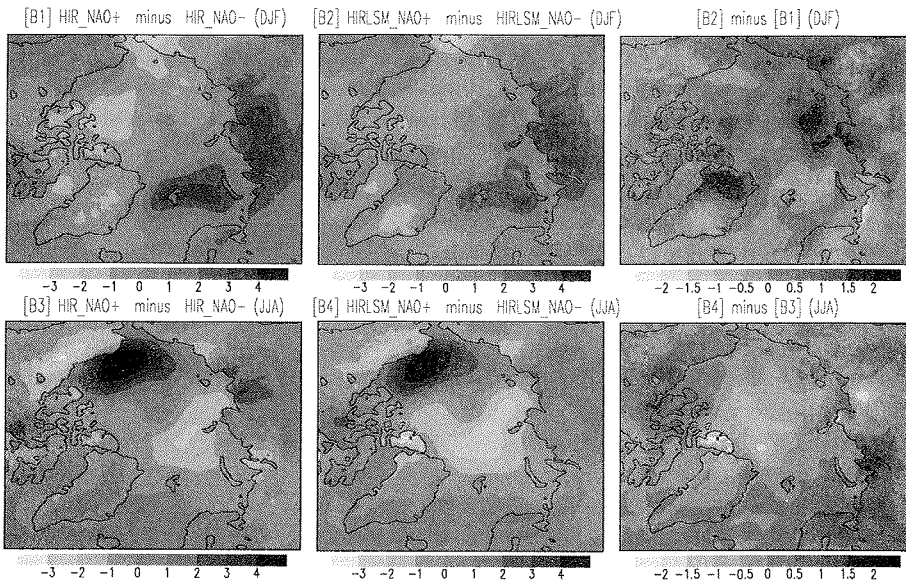 [B1] HIR_NAO+ minus HIR_NAO- (DJF)
[B2] HIRLSM_NAO+ minus HIRLSM_NAO- (DJF)
[B2] minus [B1] (DJF)
-3 -2 -1 0 1 2 3 4
-3 -2 -1 0 1 2 3 4
-2 -1.5 -1 -0.5 0 0.5 1 1.5 2
[B3] HIR_NAO+ minus HIR_NAO- (JJA)
[B4] HIRLSM_NAO+ minus HIRLSM_NAO- (JJA)
[B4] minus [B3] (JJA)
-3 -2 -1 0 1 2 3 4
-3 -2 -1 0 1 2 3 4
-2 -1.5 -1 -0.5 0 0.5 1 1.5 2